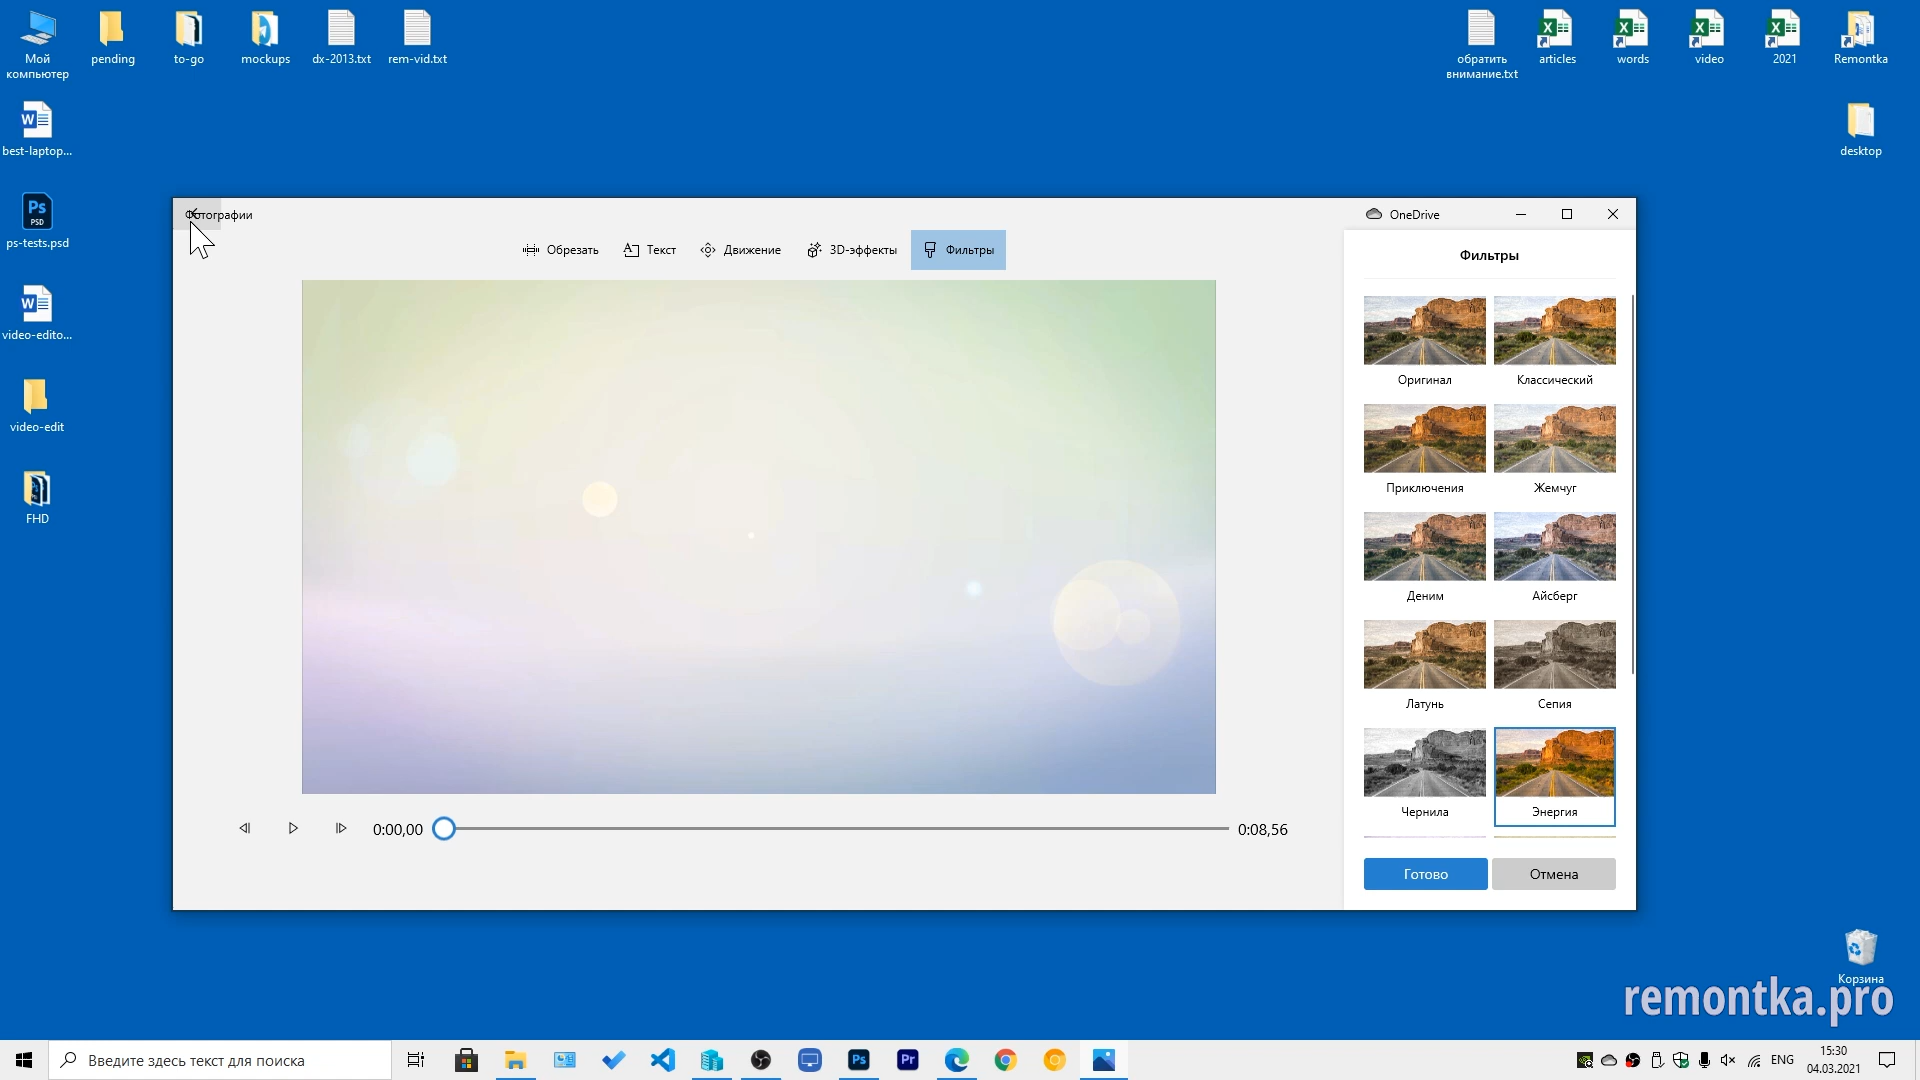 Мой
компьютер
pending
to-go
mockups
dx-2013.txt
rem-vid.txt
обратить
внимание.txt
articles
words
video
2021
Remontka
best-laptop...
desktop
ps-tests.psd
video-edito...
video-edit
FHD
Фотографии
OneDrive
Обрезать
Текст
Движение
3D-эффекты
Фильтры
Фильтры
Оригинал
Классический
Приключения
Жемчуг
Деним
Айсберг
Латунь
Сепия
Чернила
Энергия
0:00,00
0:08,56
Готово
Отмена
Корзина
remontka.pro
Введите здесь текст для поиска
Ps
Pr
ENG
15:30
04.03.2021